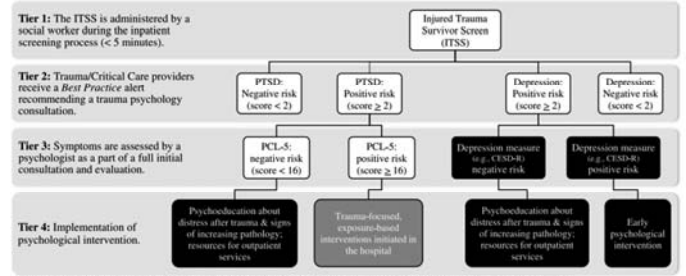 Tier 1: The ITSS is administered by a
social worker during the inpatient
screening process (< 5 minutes).
Injured Trauma
Survivor Screen
(ITSS)
Tier 2: Trauma/Critical Care providers
receive a Best Practice alert
recommending a trauma psychology
consultation.
PTSD:
Negative risk
(score < 2)
PTSD:
Positive risk
(score ≥ 2)
Depression:
Positive risk
(score ≥ 2)
Depression:
Negative risk
(score < 2)
Tier 3: Symptoms are assessed by a
psychologist as a part of a full initial
consultation and evaluation.
PCL-5:
negative risk
(score < 16)
PCL-5:
positive risk
(score ≥ 16)
Depression measure
(e.g., CESD-R)
negative risk
Depression measure
(e.g., CESD-R)
positive risk
Tier 4: Implementation of
psychological intervention.
Psychoeducation about
distress after trauma & signs
of increasing pathology;
resources for outpatient
services
Trauma-focused,
exposure-based
interventions initiated in
the hospital
Psychoeducation about
distress after trauma & signs
of increasing pathology;
resources for outpatient
services
Early
psychological
intervention